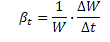 β_t = 1/W · ΔW/Δt